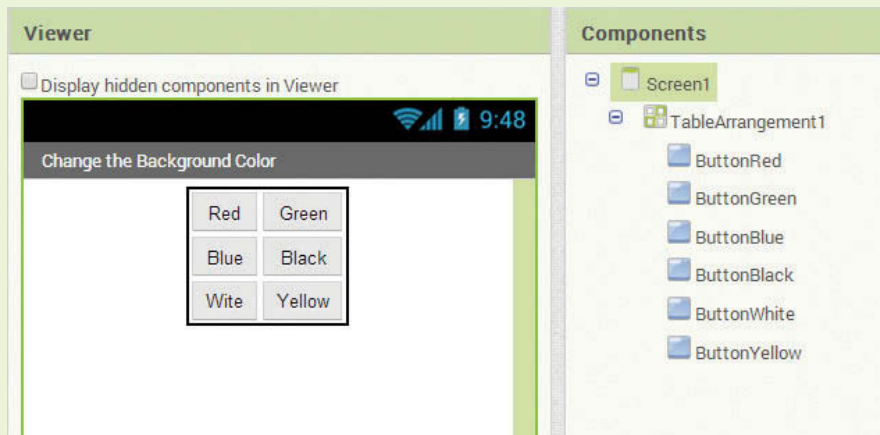 Viewer
Display hidden components in Viewer
9:48
Change the Background Color
Red Green
Blue Black
Wite Yellow
Components
Screen1
TableArrangement1
ButtonRed
ButtonGreen
ButtonBlue
ButtonBlack
ButtonWhite
ButtonYellow